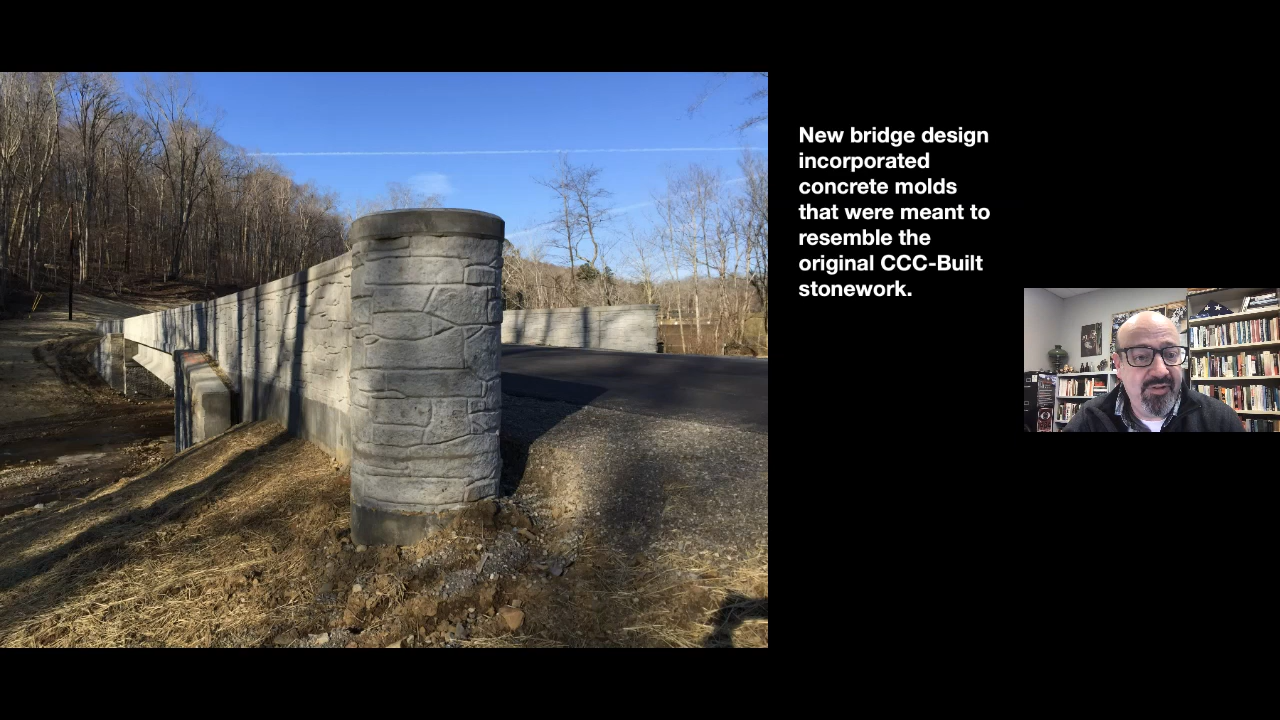 New bridge design
incorporated
concrete molds
that were meant to
resemble the
original CCC-Built
stonework.